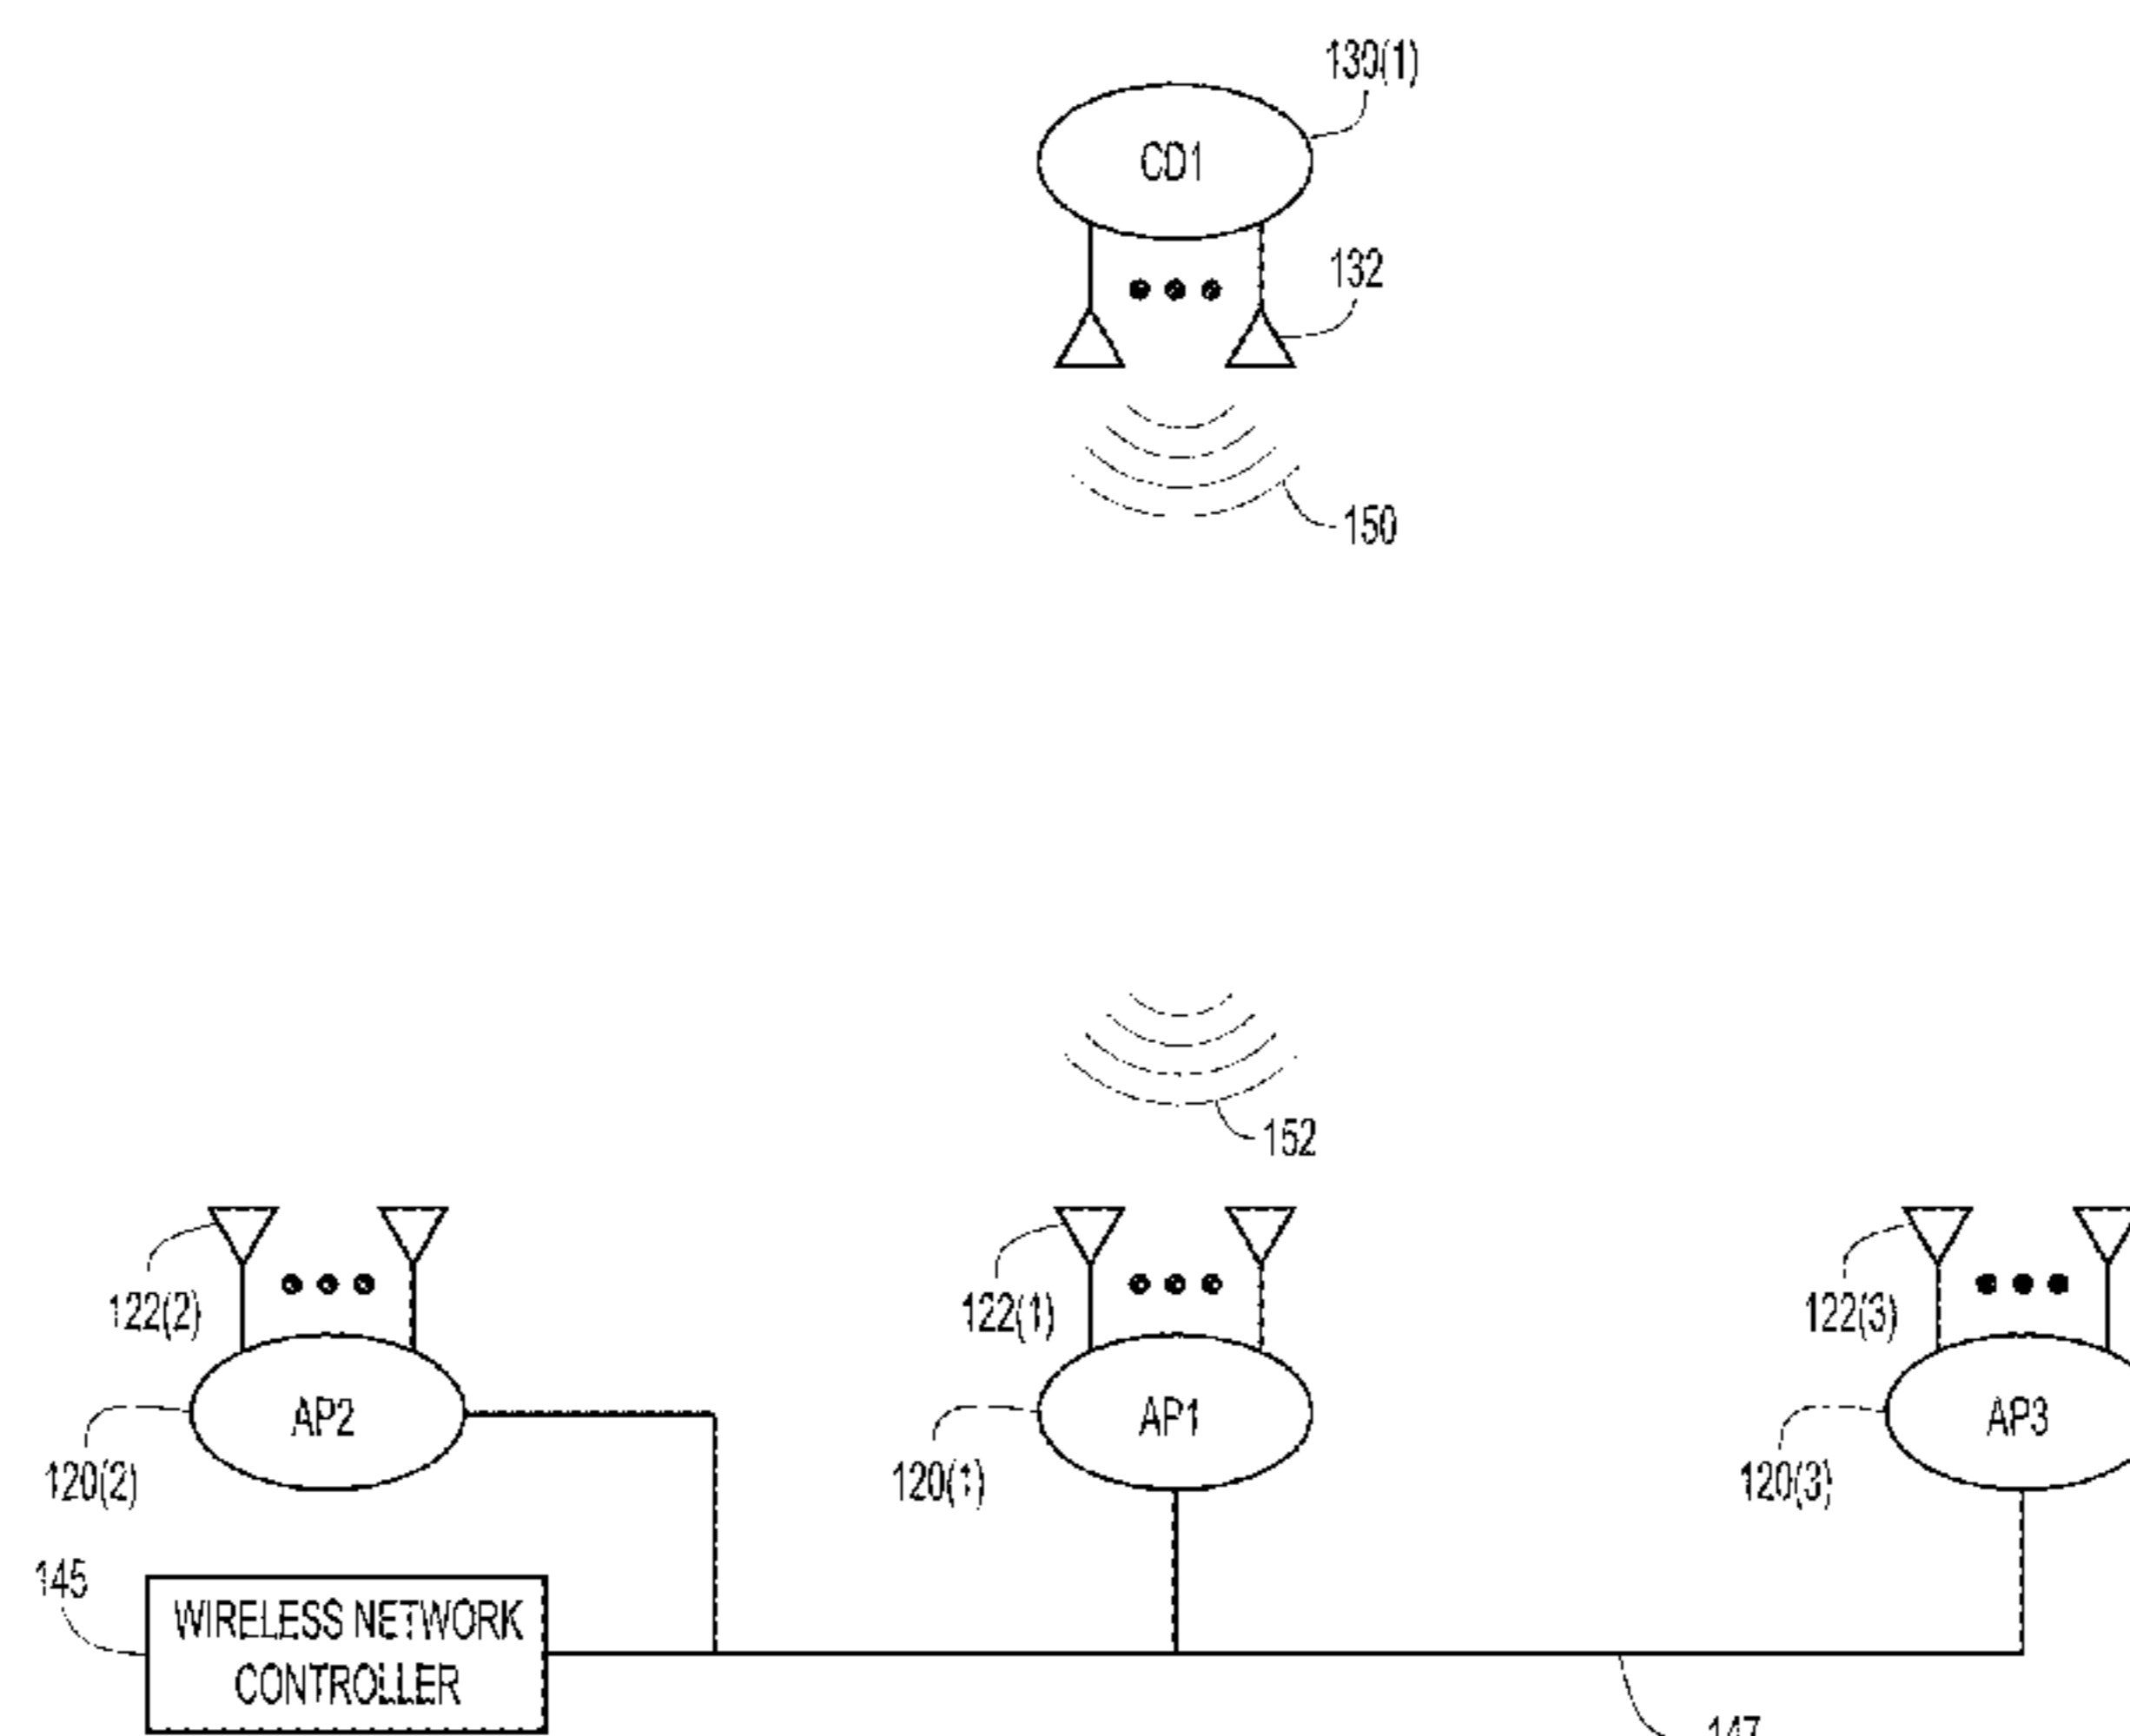 130(1)
CD1
132
150
152
122(2)
122(1)
122(3)
AP2
AP1
AP3
120(2)
120(1)
120(3)
145
WIRELESS NETWORK
CONTROLLER
147